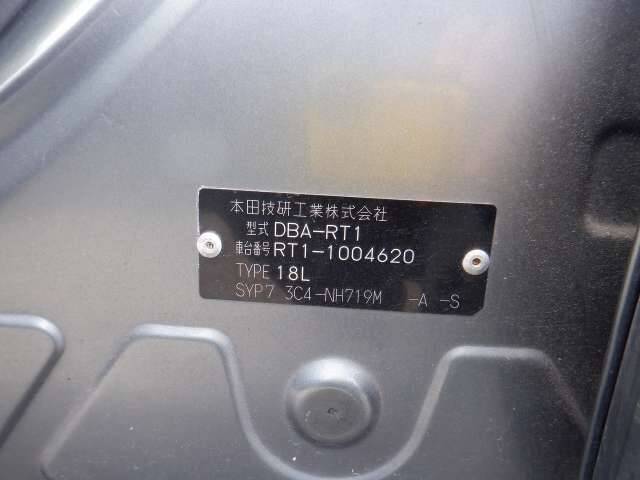 本田技研工業株式会社
型式 DBA-RT1
車台番号 RT1-1004620
TYPE 18L
SYP7 3C4-NH719M -A -S